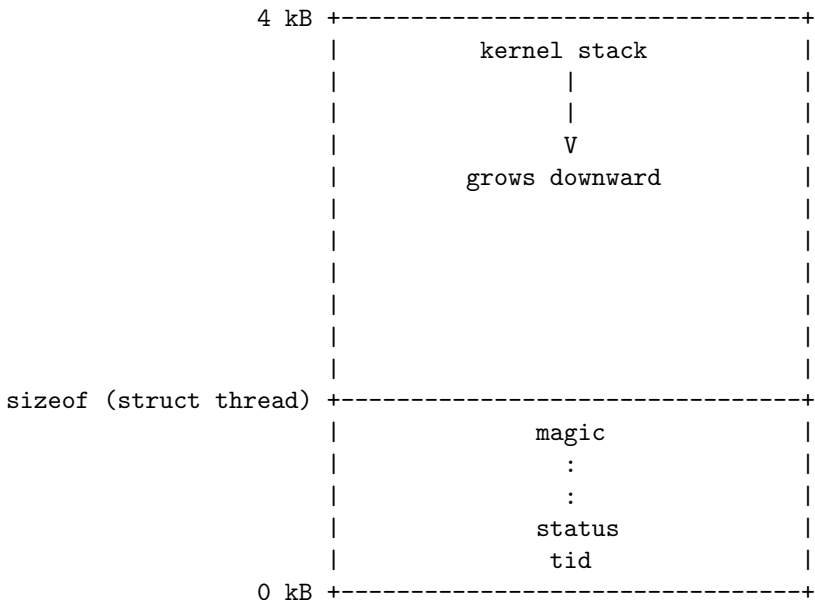 4 kB +---------------------------------+
| kernel stack |
| | |
| | |
| V |
| grows downward |
| |
| |
| |
| |
| |
| |
sizeof (struct thread) +---------------------------------+
| magic |
| : |
| : |
| status |
| tid |
0 kB +---------------------------------+